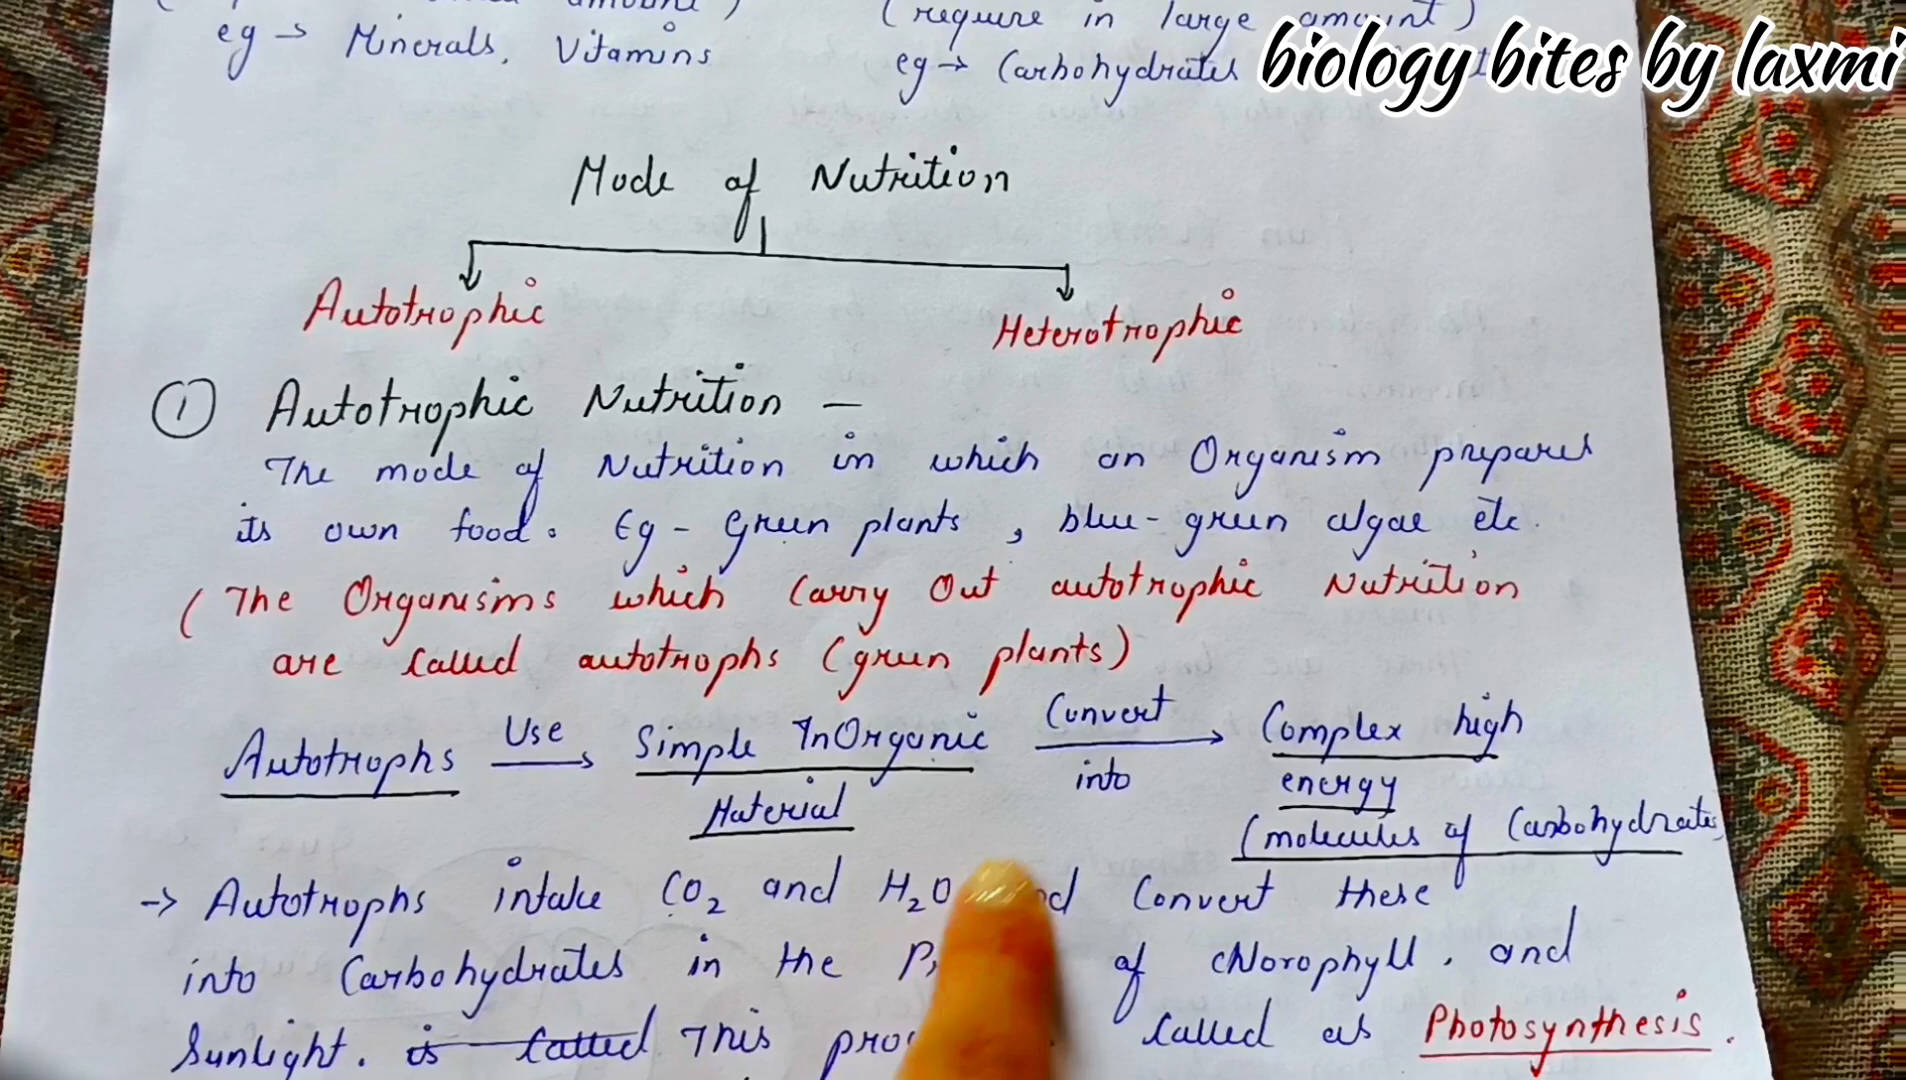 amount)
(require in large amount)
eg → Minerals, Vitamins
eg → Carbohydrates
biology bites by laxmi
Mode of Nutrition
Autotrophic
Heterotrophic
① Autotrophic Nutrition —
The mode of Nutrition in which an Organism prepares
its own food. Eg - Green plants, blue-green algae etc.
(The Organisms which Carry Out autotrophic Nutrition
are called autotrophs (green plants)
Autotrophs Use → Simple InOrganic Convert → Complex high
Material into energy
(molecules of Carbohydrates
→ Autotrophs intake CO₂ and H₂O Convert these
into Carbohydrates in the of chlorophyll. and
Sunlight. is called This called as Photosynthesis.